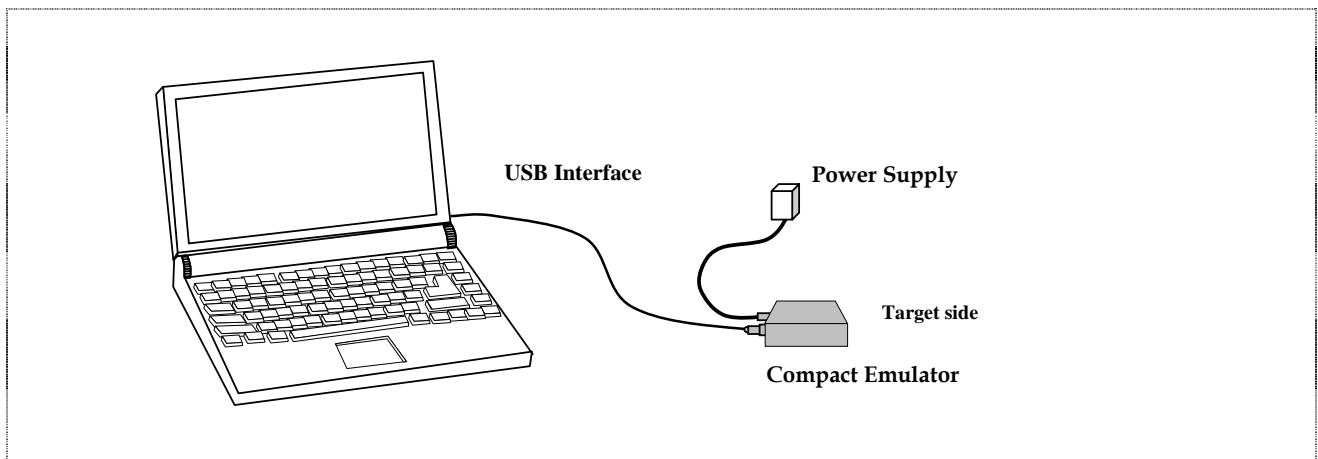 USB Interface
Power Supply
Target side
Compact Emulator